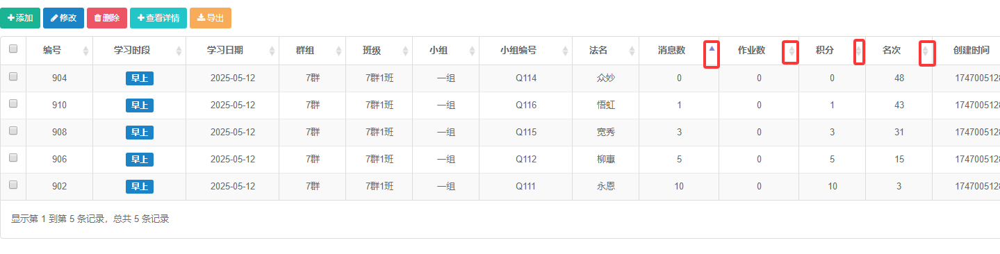 添加 修改 删除 查看详情 导出
编号 学习时段 学习日期 群组 班级 小组 小组编号 法名 消息数 作业数 积分 名次 创建时间
904 早上 2025-05-12 7群 7群1班 一组 Q114 众妙 0 0 0 48 1747005128
910 早上 2025-05-12 7群 7群1班 一组 Q116 悟虹 1 0 1 43 1747005128
908 早上 2025-05-12 7群 7群1班 一组 Q115 宽秀 3 0 3 31 1747005128
906 早上 2025-05-12 7群 7群1班 一组 Q112 柳惠 5 0 5 15 1747005128
902 早上 2025-05-12 7群 7群1班 一组 Q111 永恩 10 0 10 3 1747005128
显示第 1 到第 5 条记录，总共 5 条记录